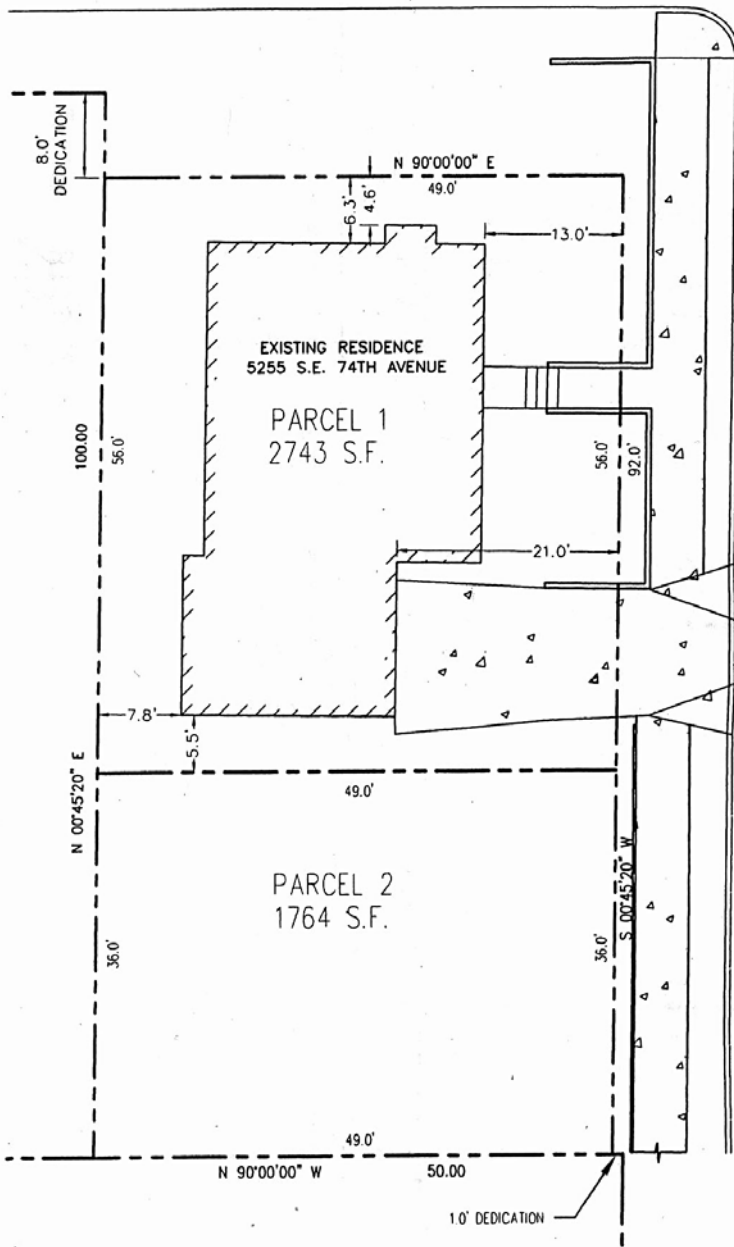 8.0'
DEDICATION
N 90°00'00" E
49.0'
6.3'
4.6'
13.0'
EXISTING RESIDENCE
5255 S.E. 74TH AVENUE
PARCEL 1
2743 S.F.
100.00
56.0'
56.0'
92.0'
21.0'
7.8'
5.5'
49.0'
N 00°45'20" E
PARCEL 2
1764 S.F.
S 00°45'20" W
36.0'
36.0'
49.0'
N 90°00'00" W
50.00
1.0' DEDICATION